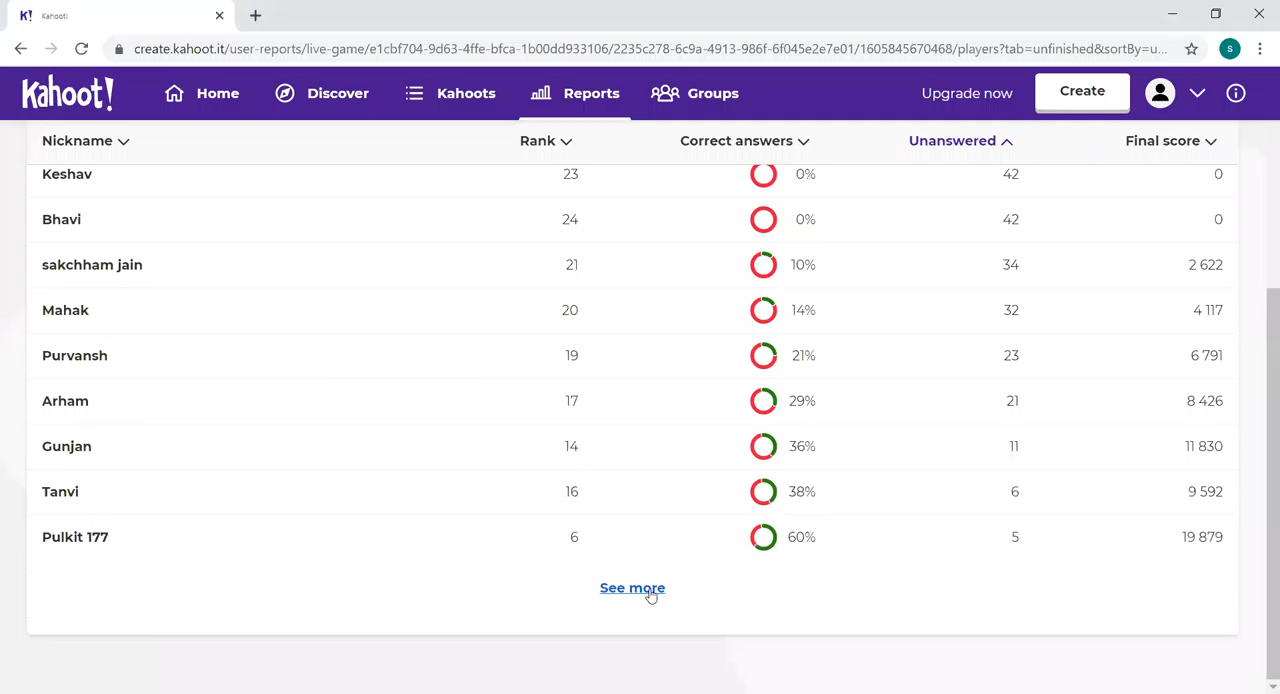 K! Kahoot!
create.kahoot.it/user-reports/live-game/e1cbf704-9d63-4ffe-bfca-1b00dd933106/2235c278-6c9a-4913-986f-6f045e2e7e01/1605845670468/players?tab=unfinished&sortBy=u...
S
Kahoot! Home Discover Kahoots Reports Groups Upgrade now Create
Nickname Rank Correct answers Unanswered Final score
Keshav 23 0% 42 0
Bhavi 24 0% 42 0
sakchham jain 21 10% 34 2 622
Mahak 20 14% 32 4 117
Purvansh 19 21% 23 6 791
Arham 17 29% 21 8 426
Gunjan 14 36% 11 11 830
Tanvi 16 38% 6 9 592
Pulkit 177 6 60% 5 19 879
See more